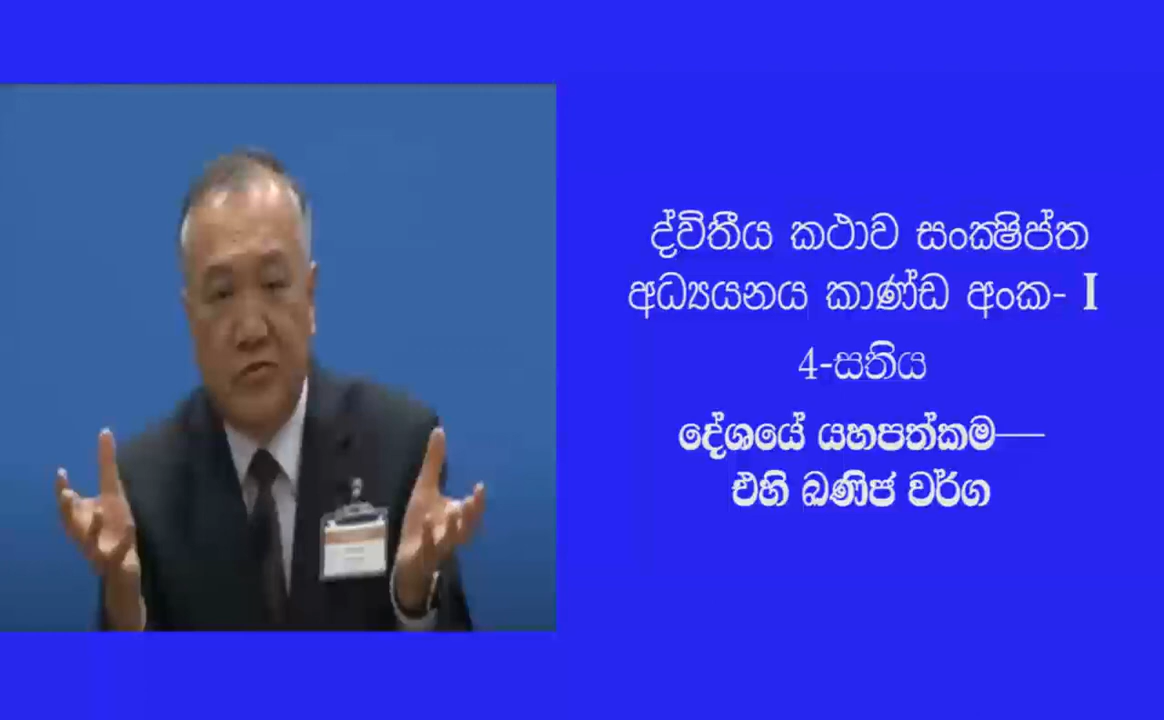 ද්විතීය කථාව සංක්‍ෂිප්ත
අධ්‍යයනය කාණ්ඩ අංක- I
4-සතිය
දේශයේ යහපත්කම—
එහි ඛණිජ වර්ග